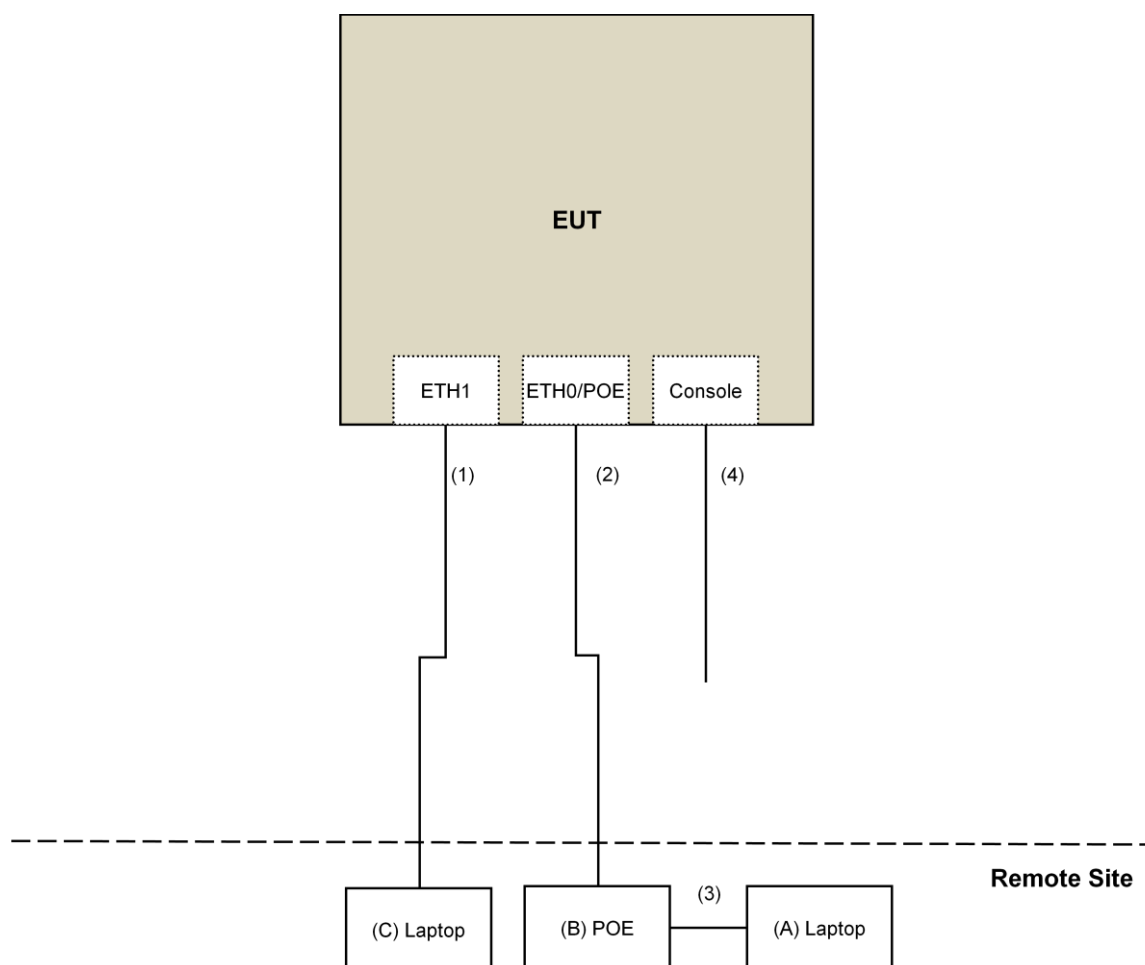 EUT
ETH1
ETH0/POE
Console
(1)
(2)
(4)
Remote Site
(3)
(C) Laptop
(B) POE
(A) Laptop